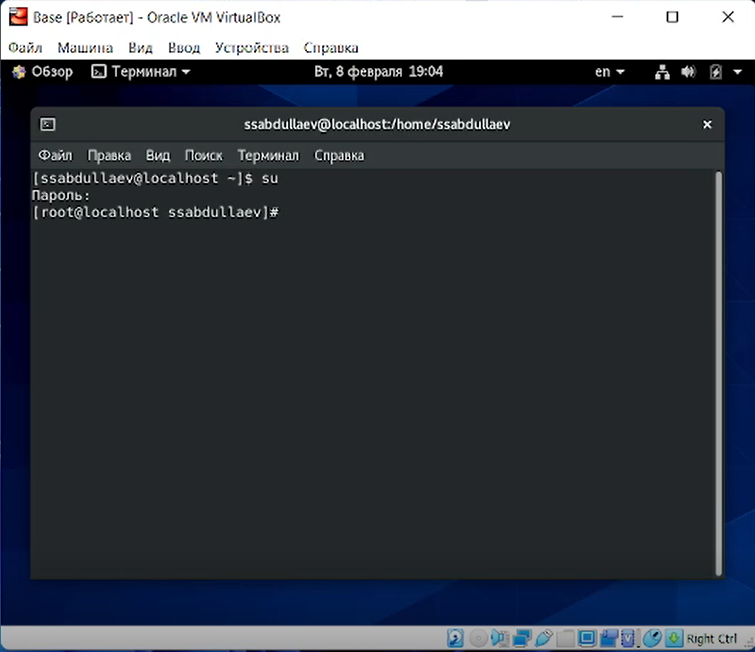 Base [Работает] - Oracle VM VirtualBox
Файл Машина Вид Ввод Устройства Справка
Обзор Терминал Вт, 8 февраля 19:04 en
ssabdullaev@localhost:/home/ssabdullaev
Файл Правка Вид Поиск Терминал Справка
[ssabdullaev@localhost ~]$ su
Пароль:
[root@localhost ssabdullaev]#
Right Ctrl